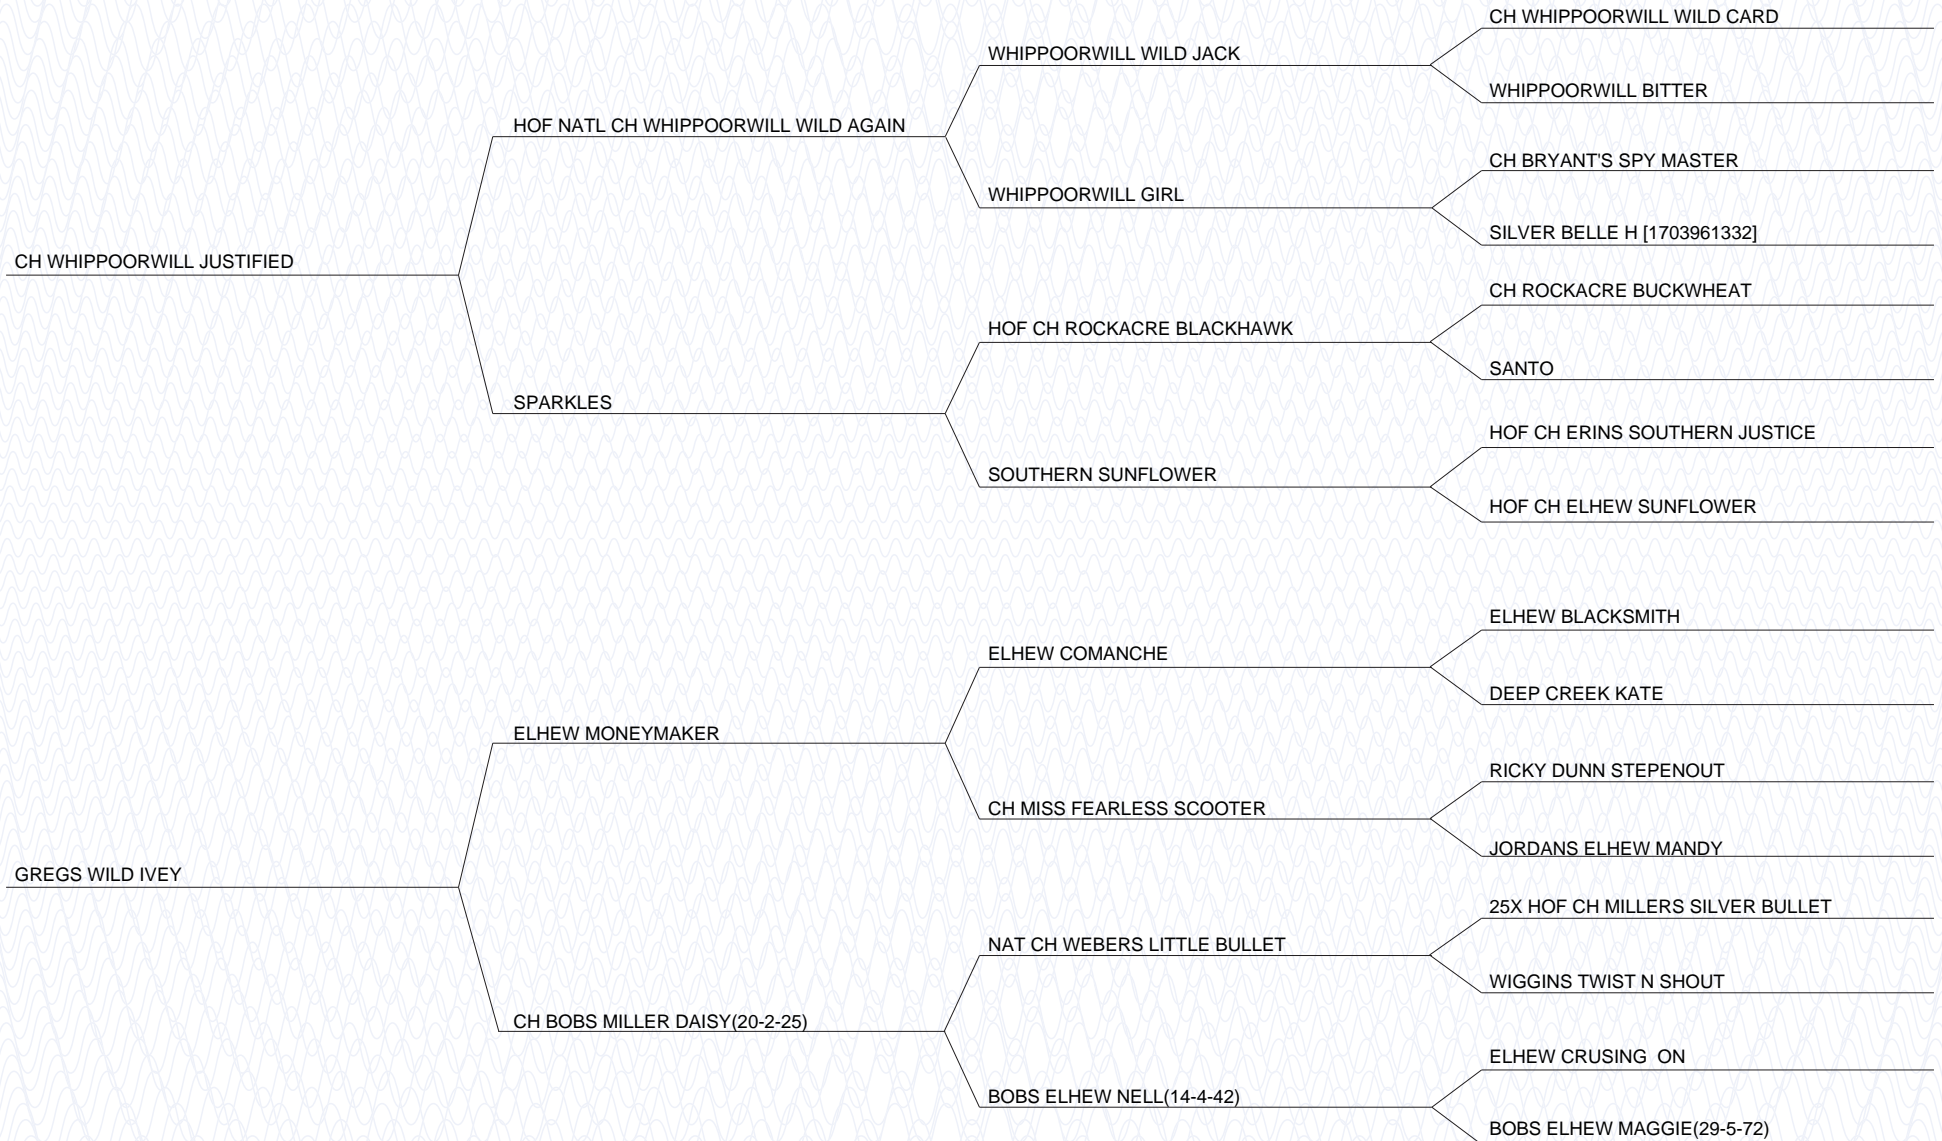 CH WHIPPOORWILL WILD CARD
WHIPPOORWILL WILD JACK
WHIPPOORWILL BITTER
HOF NATL CH WHIPPOORWILL WILD AGAIN
CH BRYANT'S SPY MASTER
WHIPPOORWILL GIRL
SILVER BELLE H [1703961332]
CH WHIPPOORWILL JUSTIFIED
CH ROCKACRE BUCKWHEAT
HOF CH ROCKACRE BLACKHAWK
SANTO
SPARKLES
HOF CH ERINS SOUTHERN JUSTICE
SOUTHERN SUNFLOWER
HOF CH ELHEW SUNFLOWER
ELHEW BLACKSMITH
ELHEW COMANCHE
DEEP CREEK KATE
ELHEW MONEYMAKER
RICKY DUNN STEPENOUT
CH MISS FEARLESS SCOOTER
JORDANS ELHEW MANDY
GREGS WILD IVEY
25X HOF CH MILLERS SILVER BULLET
NAT CH WEBERS LITTLE BULLET
WIGGINS TWIST N SHOUT
CH BOBS MILLER DAISY(20-2-25)
ELHEW CRUSING  ON
BOBS ELHEW NELL(14-4-42)
BOBS ELHEW MAGGIE(29-5-72)